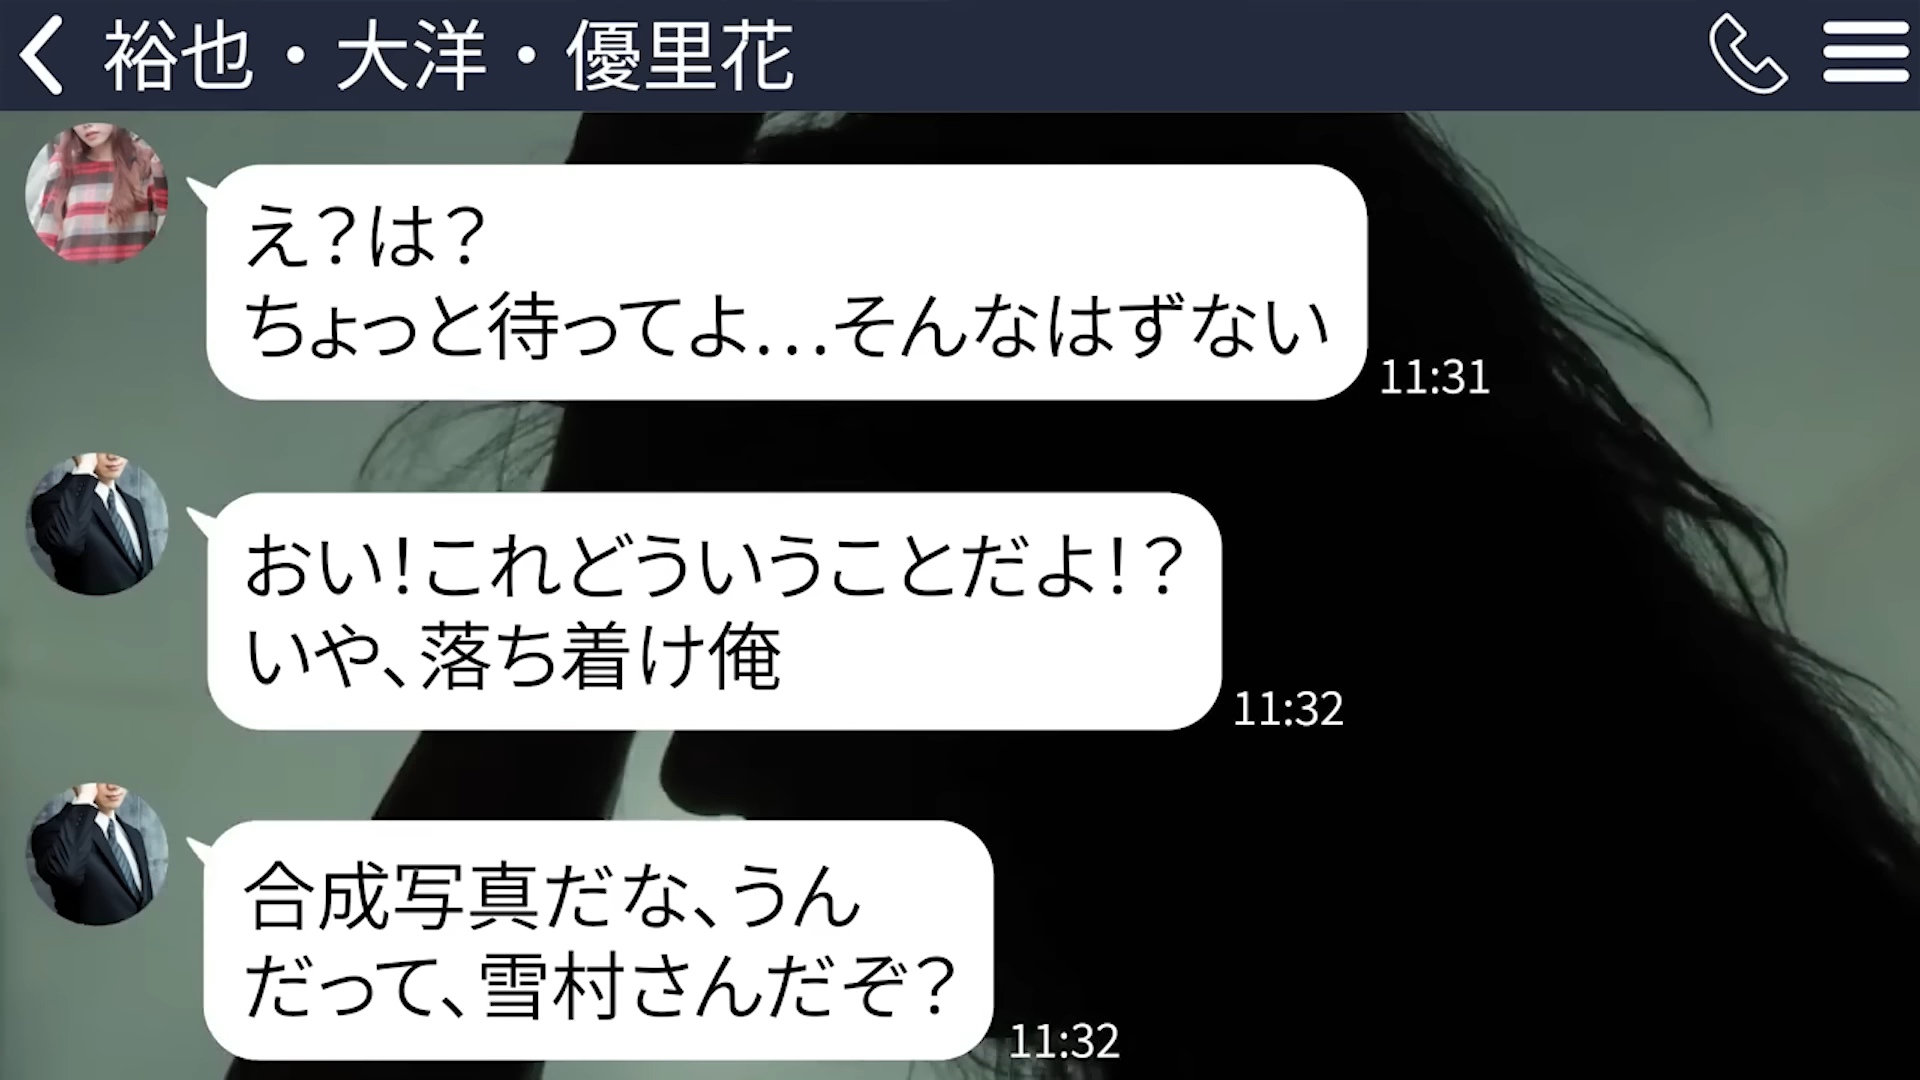 裕也・大洋・優里花
え？は？
ちょっと待ってよ…そんなはずない
11:31
おい！これどういうことだよ！？
いや、落ち着け俺
11:32
合成写真だな、うん
だって、雪村さんだぞ？
11:32